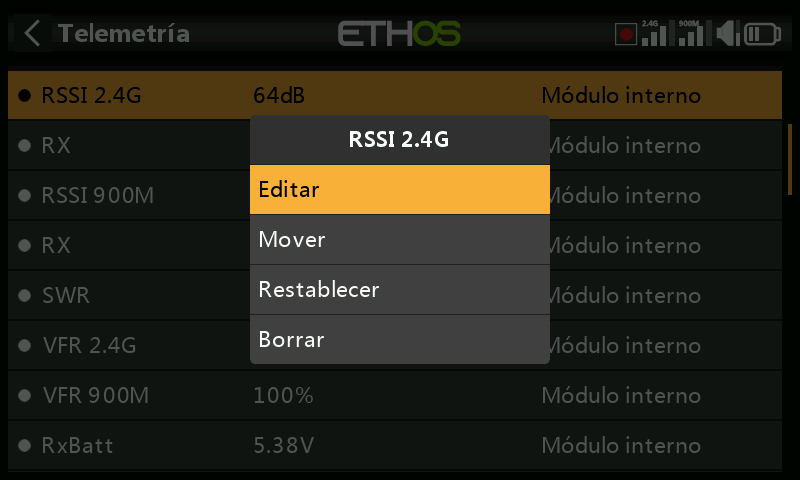 Telemetría
ETHOS
2.4G
900M
RSSI 2.4G 64dB Módulo interno
RX Módulo interno
RSSI 900M Módulo interno
RX Módulo interno
SWR Módulo interno
VFR 2.4G Módulo interno
VFR 900M 100% Módulo interno
RxBatt 5.38V Módulo interno
RSSI 2.4G
Editar
Mover
Restablecer
Borrar